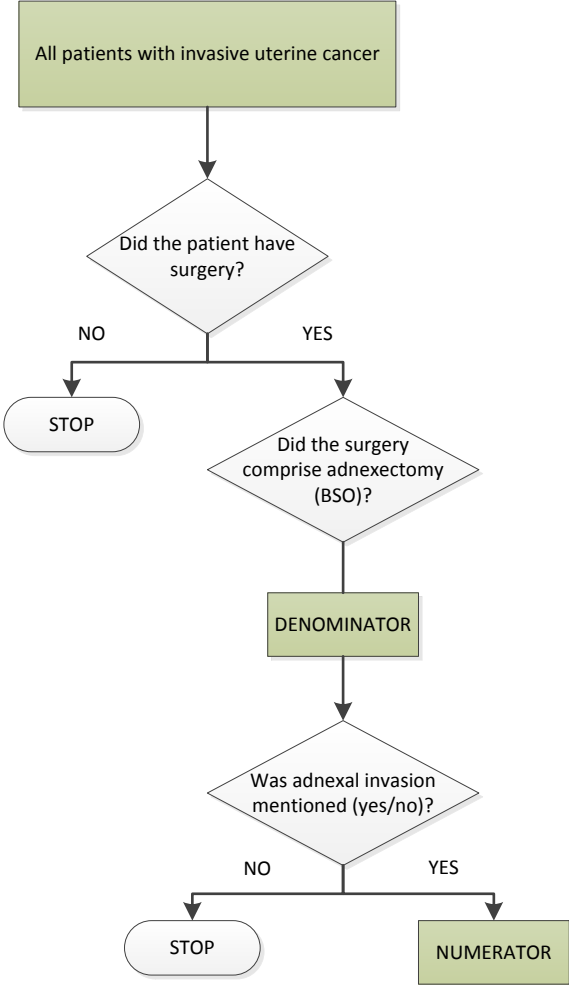 All patients with invasive uterine cancer
Did the patient have
surgery?
NO
YES
STOP
Did the surgery
comprise adnexectomy
(BSO)?
DENOMINATOR
Was adnexal invasion
mentioned (yes/no)?
NO
YES
STOP
NUMERATOR